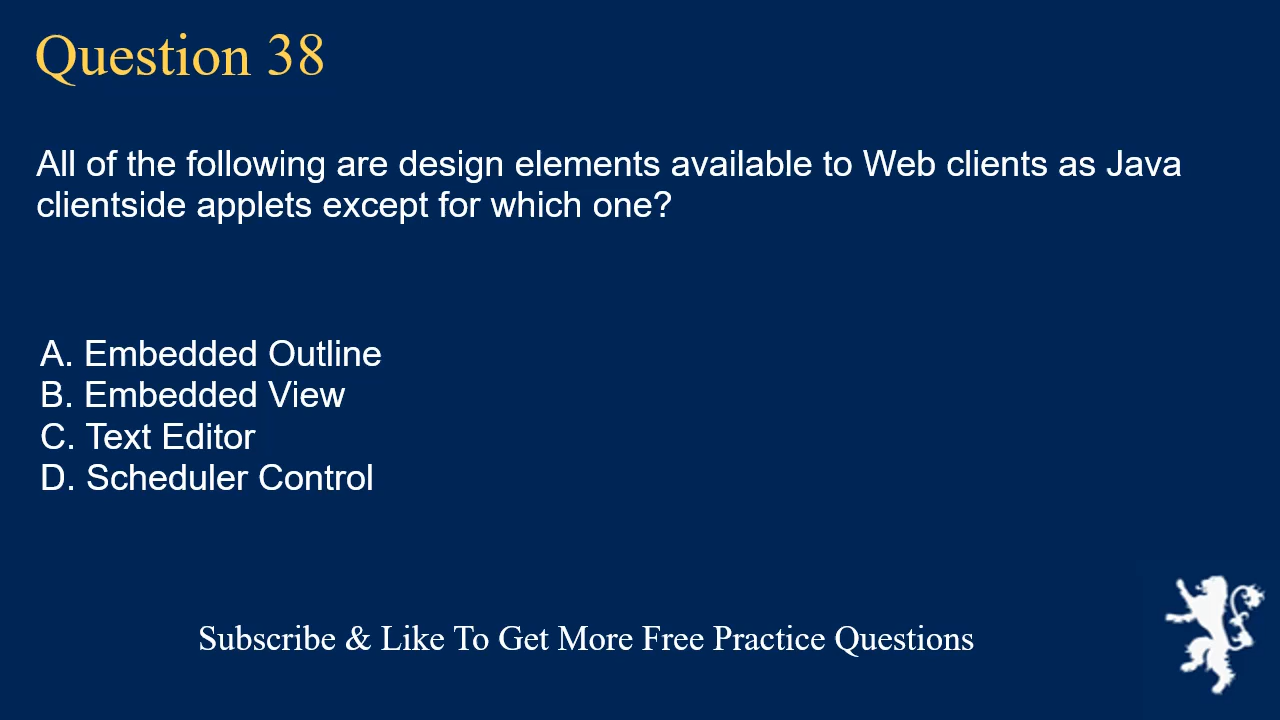 Question 38
All of the following are design elements available to Web clients as Java
clientside applets except for which one?
A. Embedded Outline
B. Embedded View
C. Text Editor
D. Scheduler Control
Subscribe & Like To Get More Free Practice Questions